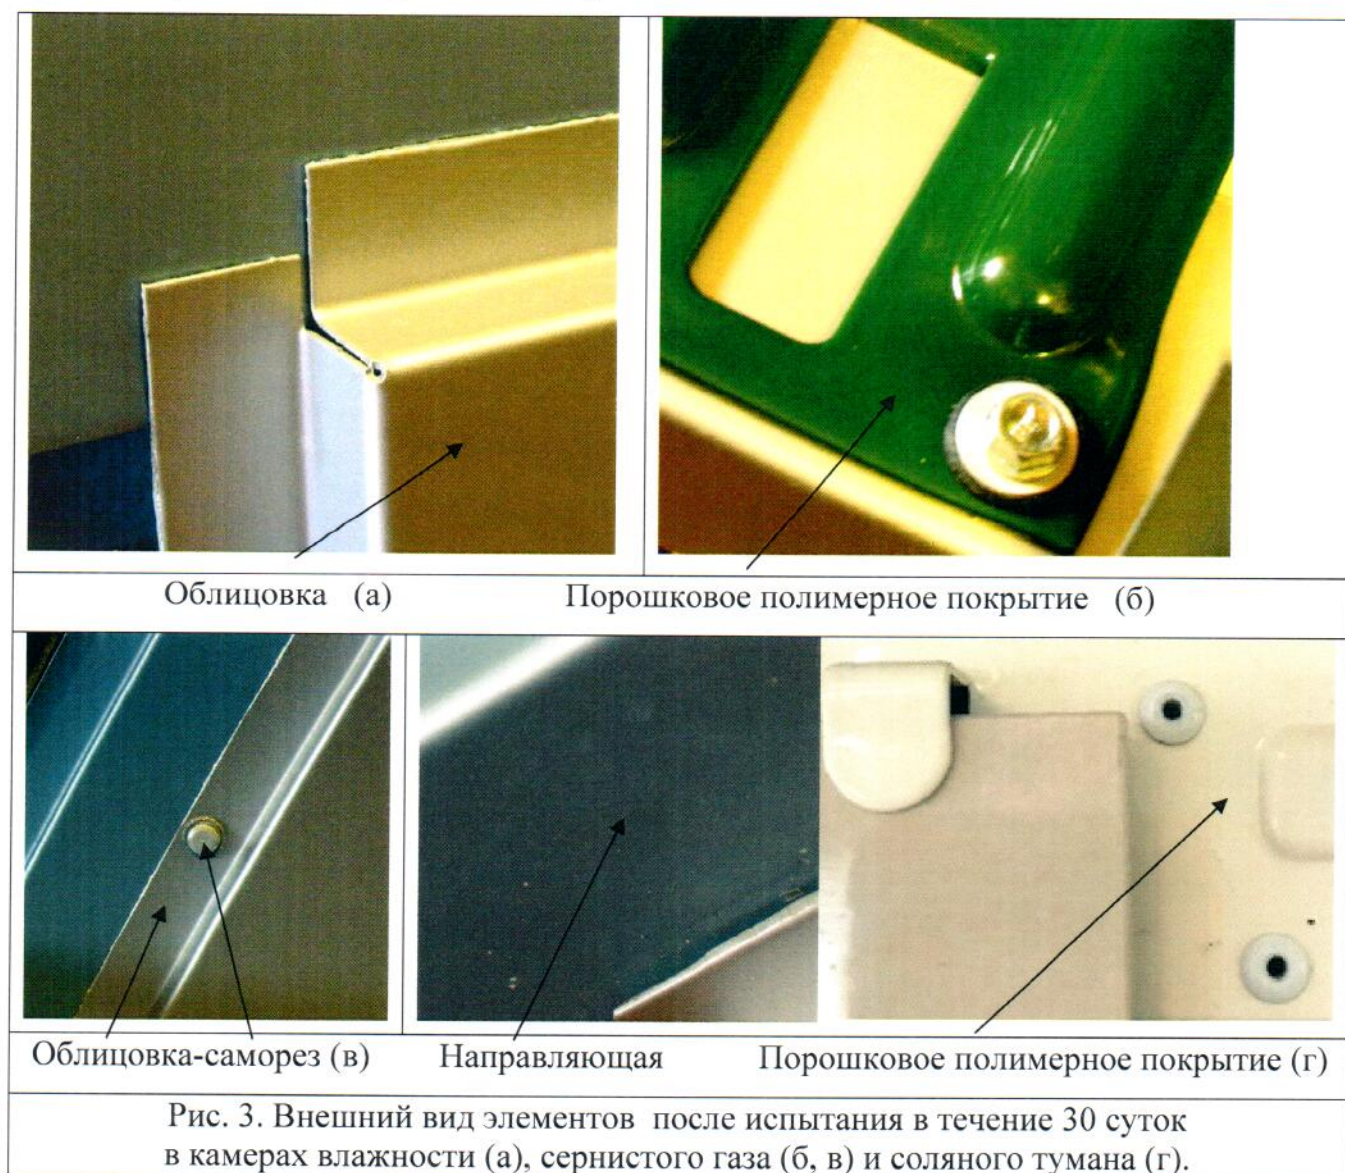 Облицовка (а)
Порошковое полимерное покрытие (б)
Облицовка-саморез (в)
Направляющая
Порошковое полимерное покрытие (г)
Рис. 3. Внешний вид элементов после испытания в течение 30 суток
в камерах влажности (а), сернистого газа (б, в) и соляного тумана (г).